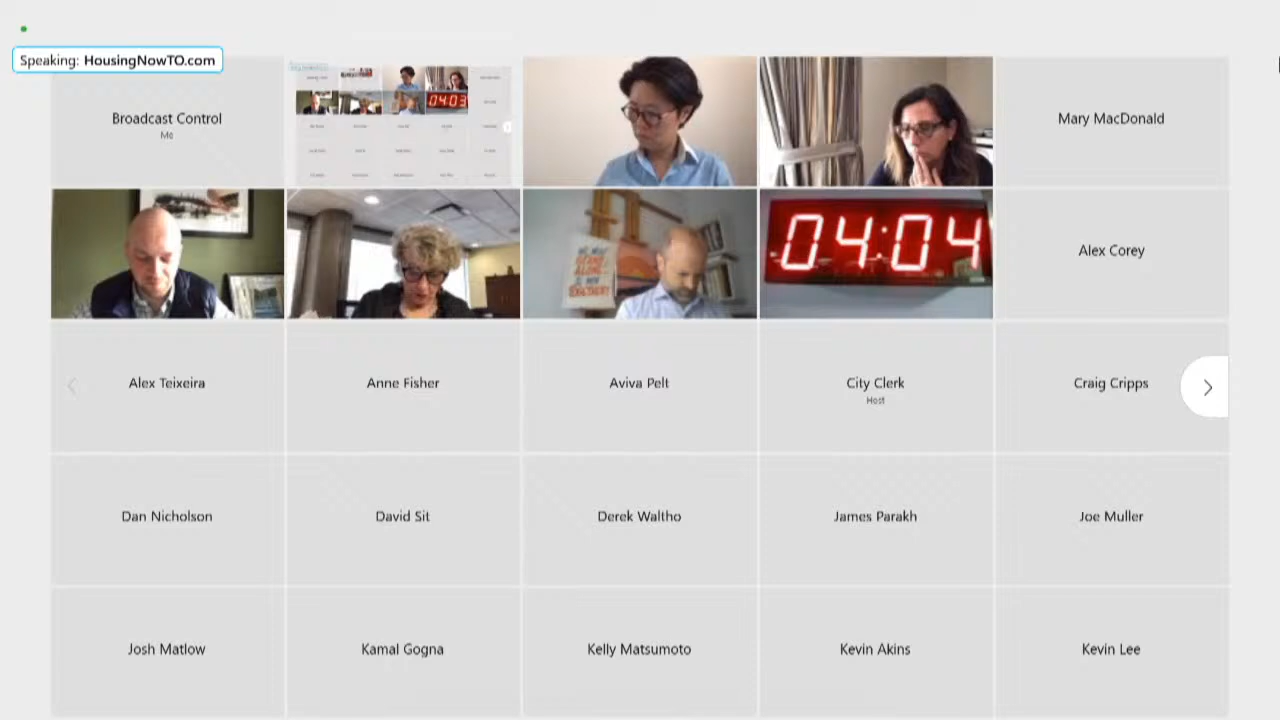 Speaking: HousingNowTO.com
Broadcast Control
Me
04:03
Mary MacDonald
04:04
Alex Corey
Alex Teixeira
Anne Fisher
Aviva Pelt
City Clerk
Host
Craig Cripps
Dan Nicholson
David Sit
Derek Waltho
James Parakh
Joe Muller
Josh Matlow
Kamal Gogna
Kelly Matsumoto
Kevin Akins
Kevin Lee